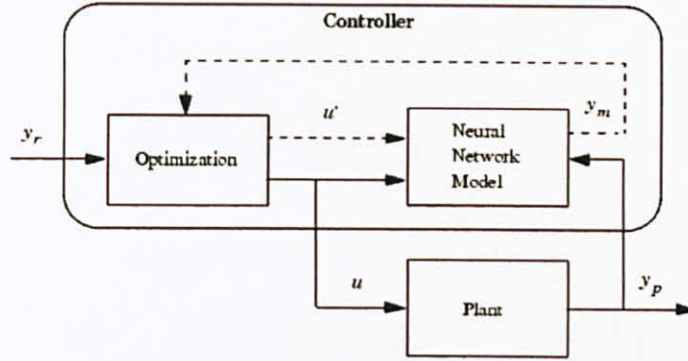 Controller
u'
y_m
y_r
Optimization
Neural
Network
Model
u
Plant
y_p